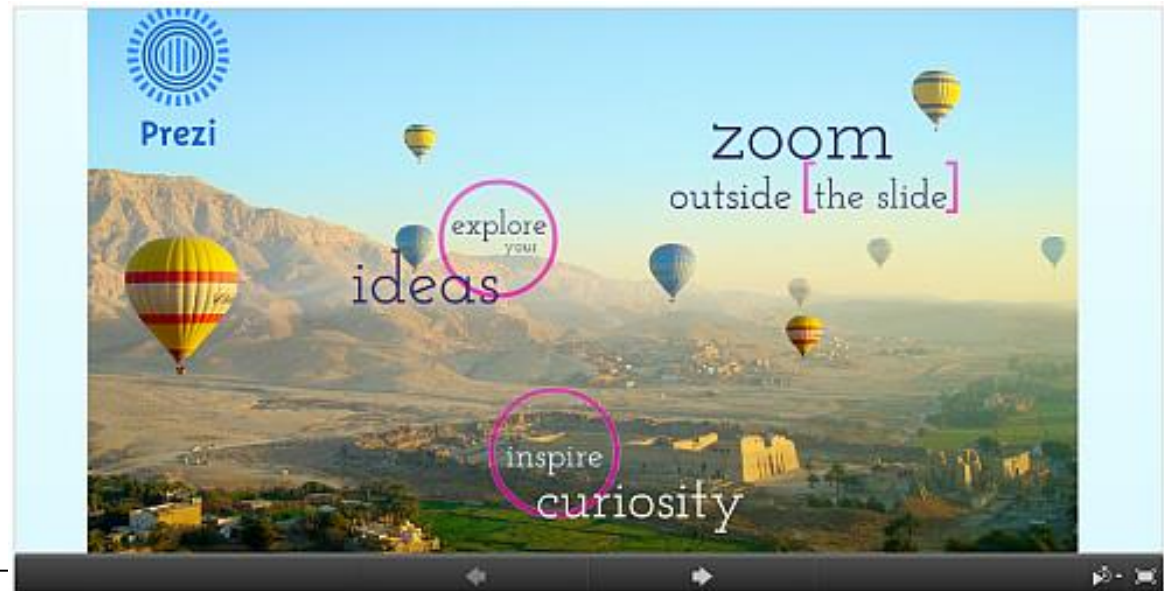 Prezi
zoom
outside [the slide]
explore
your
ideas
inspire
curiosity